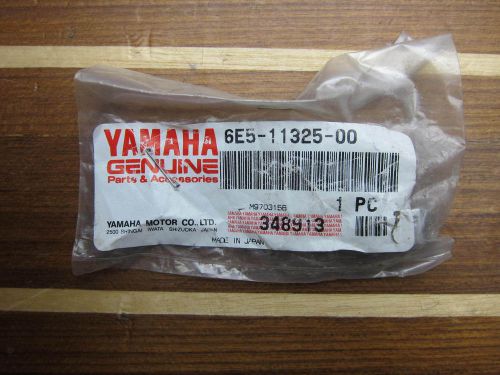 YAMAHA
GENUINE
Parts & Accessories
6E5-11325-00
M9703156
1 PC
348913
YAMAHA MOTOR CO., LTD.
2500 SHINGAI IWATA SHIZUOKA JAPAN
MADE IN JAPAN